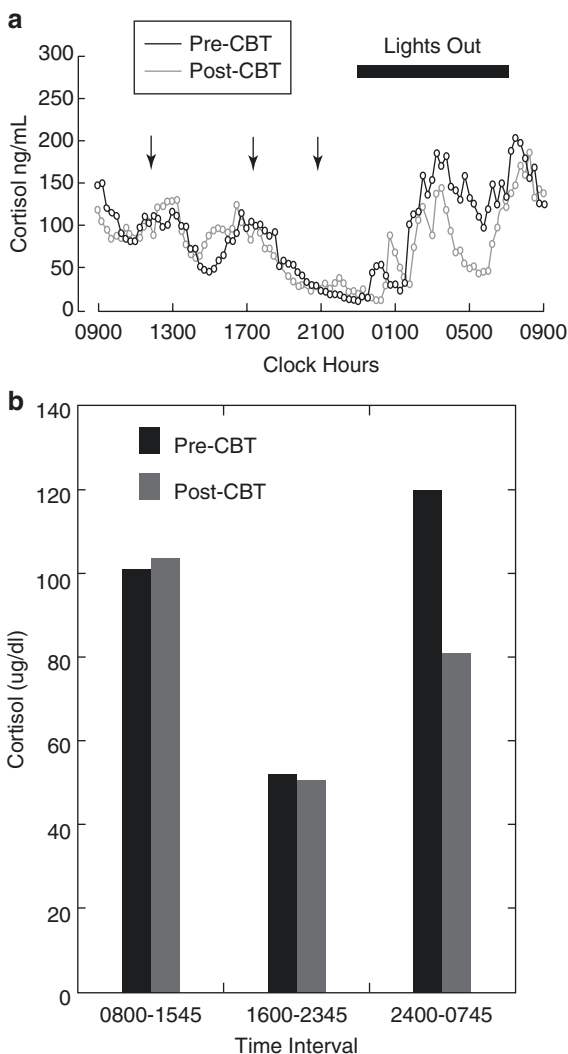 a
Pre-CBT
Post-CBT
Lights Out
Cortisol ng/mL
300
250
200
150
100
50
0
0900 1300 1700 2100 0100 0500 0900
Clock Hours
b
Pre-CBT
Post-CBT
Cortisol (ug/dl)
140
120
100
80
60
40
20
0
0800-1545 1600-2345 2400-0745
Time Interval